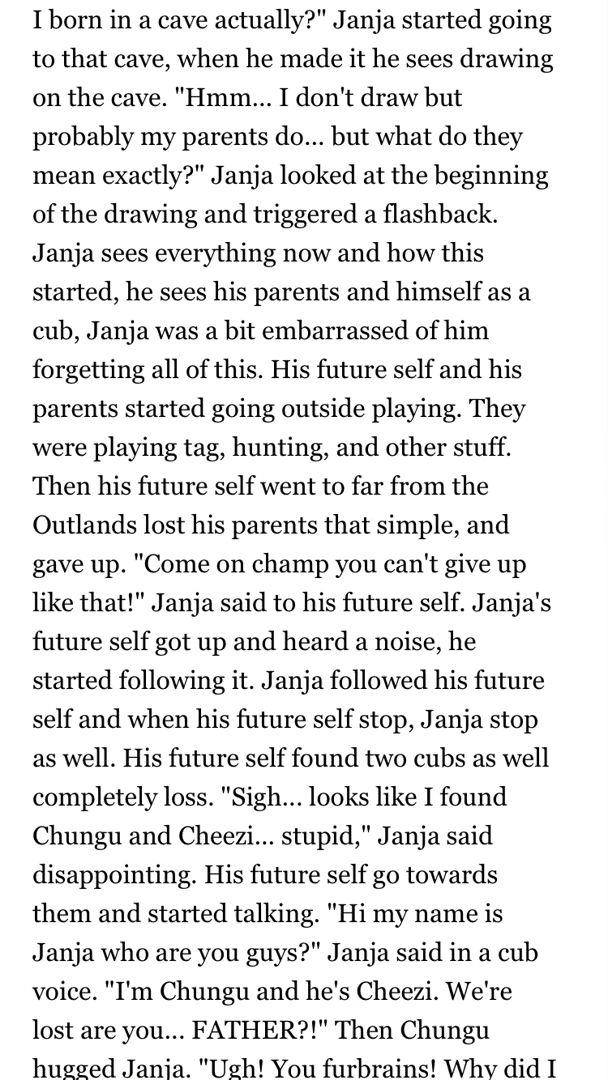 I born in a cave actually?" Janja started going
to that cave, when he made it he sees drawing
on the cave. "Hmm... I don't draw but
probably my parents do... but what do they
mean exactly?" Janja looked at the beginning
of the drawing and triggered a flashback.
Janja sees everything now and how this
started, he sees his parents and himself as a
cub, Janja was a bit embarrassed of him
forgetting all of this. His future self and his
parents started going outside playing. They
were playing tag, hunting, and other stuff.
Then his future self went to far from the
Outlands lost his parents that simple, and
gave up. "Come on champ you can't give up
like that!" Janja said to his future self. Janja's
future self got up and heard a noise, he
started following it. Janja followed his future
self and when his future self stop, Janja stop
as well. His future self found two cubs as well
completely loss. "Sigh... looks like I found
Chungu and Cheezi... stupid," Janja said
disappointing. His future self go towards
them and started talking. "Hi my name is
Janja who are you guys?" Janja said in a cub
voice. "I'm Chungu and he's Cheezi. We're
lost are you... FATHER?!" Then Chungu
hugged Janja. "Ugh! You furbrains! Why did I